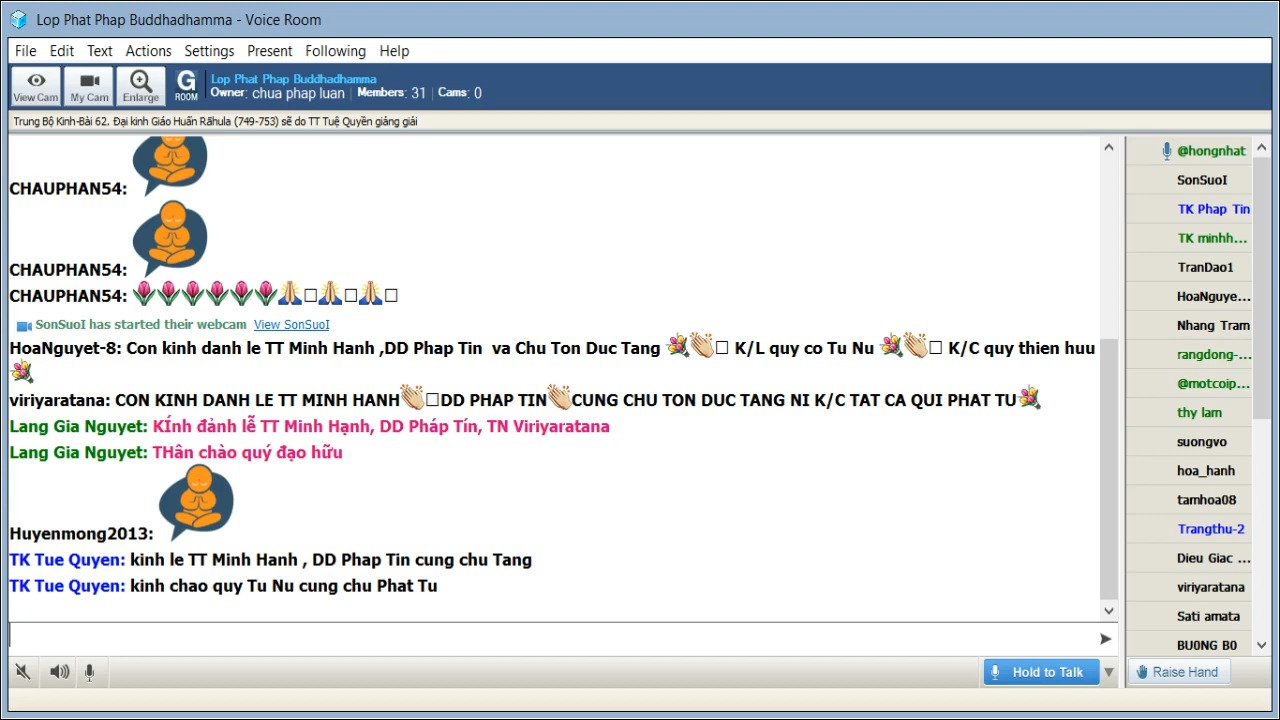 Lop Phat Phap Buddhadhamma - Voice Room
File Edit Text Actions Settings Present Following Help
View Cam My Cam Enlarge G ROOM
Lop Phat Phap Buddhadhamma
Owner: chua phap luan Members: 31 Cams: 0
Trung Bộ Kinh-Bài 62. Đại kinh Giáo Huấn Rāhula (749-753) sẽ do TT Tuệ Quyền giảng giải
CHAUPHAN54:
CHAUPHAN54:
CHAUPHAN54: 🌷🌷🌷🌷🌷🌷🙏□🙏□🙏□
SonSuoI has started their webcam View SonSuoI
HoaNguyet-8: Con kinh danh le TT Minh Hanh ,DD Phap Tin va Chu Ton Duc Tang 💐👏□ K/L quy co Tu Nu 💐👏□ K/C quy thien huu
💐
viriyaratana: CON KINH DANH LE TT MINH HANH👏□DD PHAP TIN👏CUNG CHU TON DUC TANG NI K/C TAT CA QUI PHAT TU💐
Lang Gia Nguyet: KÍnh đảnh lễ TT Minh Hạnh, DD Pháp Tín, TN Viriyaratana
Lang Gia Nguyet: THân chào quý đạo hữu
Huyenmong2013:
TK Tue Quyen: kinh le TT Minh Hanh , DD Phap Tin cung chu Tang
TK Tue Quyen: kinh chao quy Tu Nu cung chu Phat Tu
@hongnhat
SonSuoI
TK Phap Tin
TK minhh...
TranDao1
HoaNguye...
Nhang Tram
rangdong-...
@motcoip...
thy lam
suongvo
hoa_hanh
tamhoa08
Trangthu-2
Dieu Giac ...
viriyaratana
Sati amata
BU0NG B0
Hold to Talk
Raise Hand